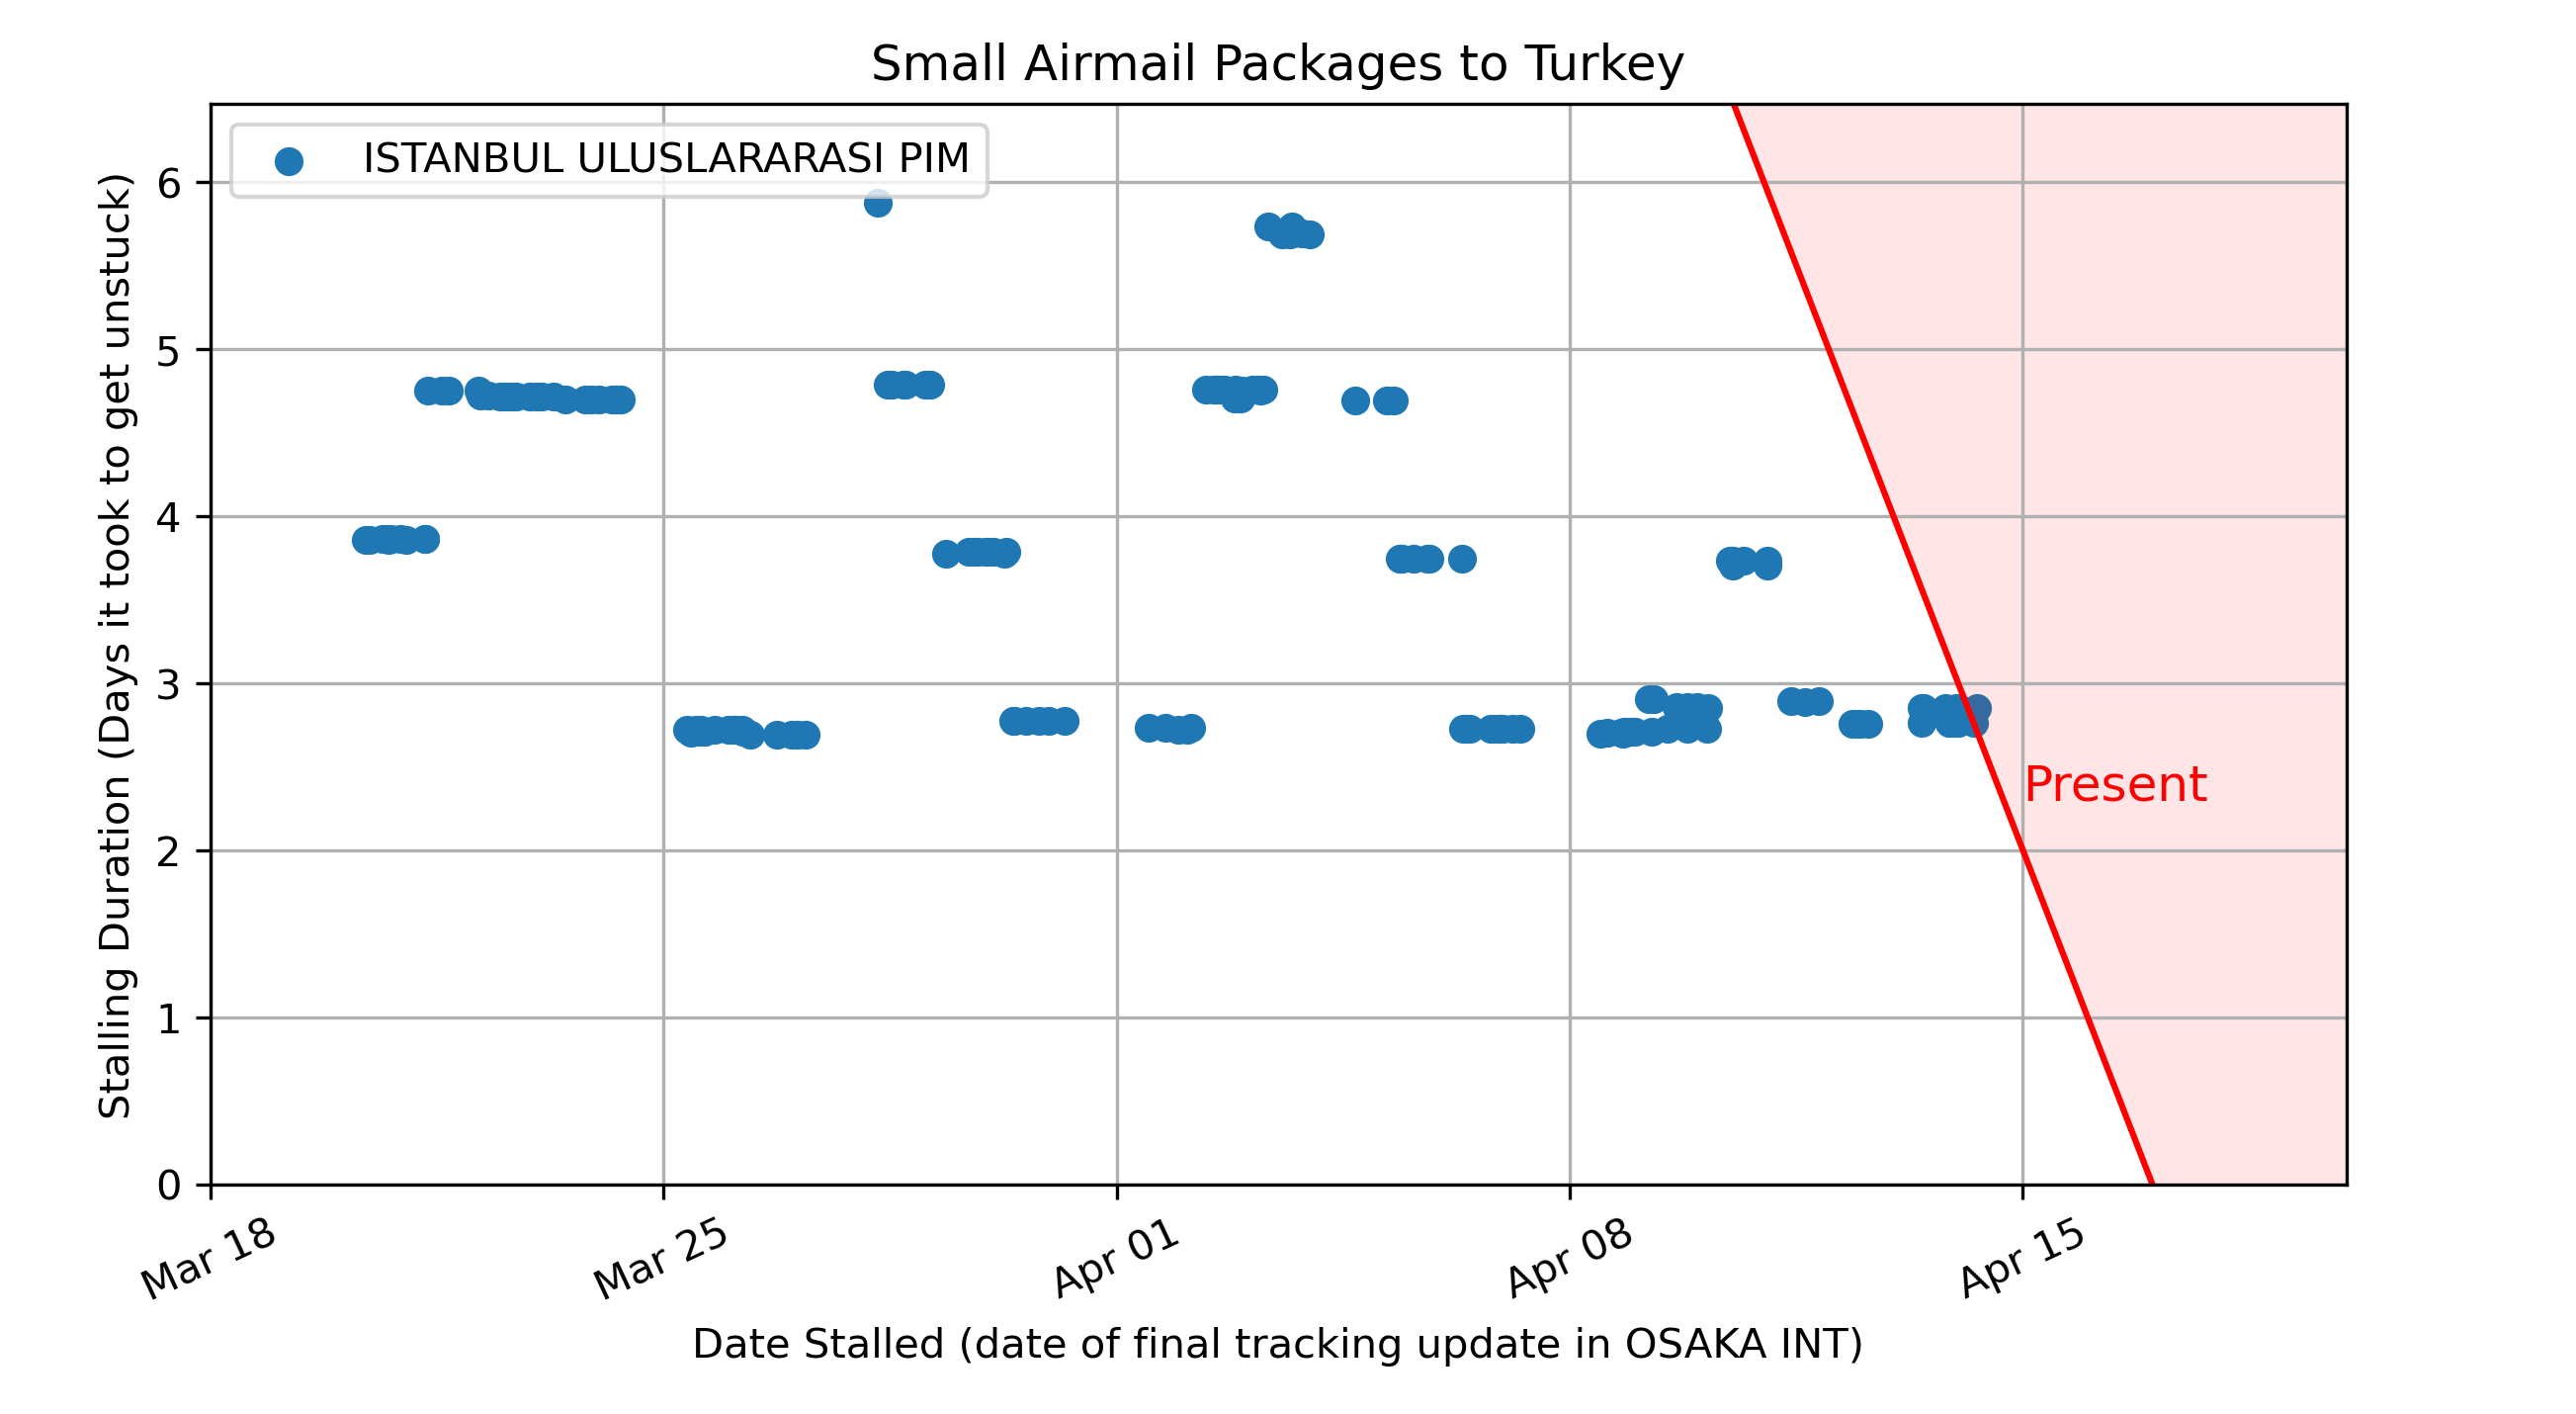 Small Airmail Packages to Turkey
ISTANBUL ULUSLARARASI PIM
Stalling Duration (Days it took to get unstuck)
6
5
4
3
2
1
0
Present
Mar 18
Mar 25
Apr 01
Apr 08
Apr 15
Date Stalled (date of final tracking update in OSAKA INT)